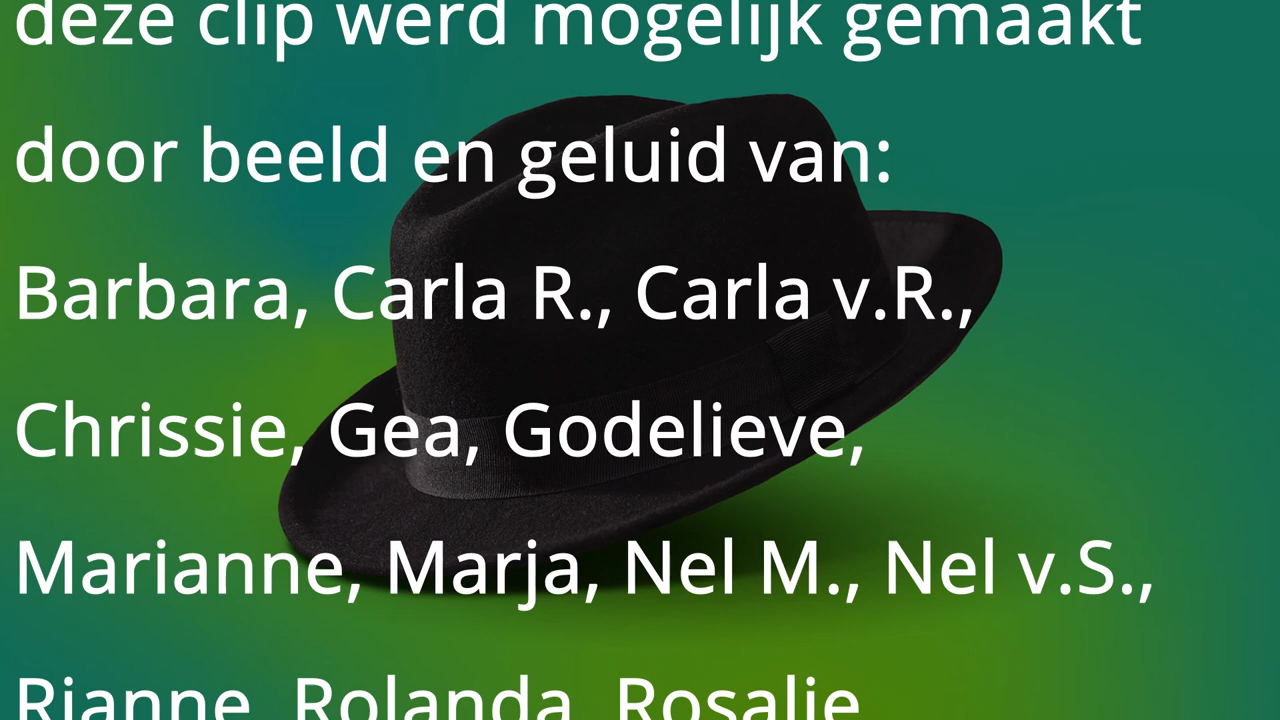 deze clip werd mogelijk gemaakt
door beeld en geluid van:
Barbara, Carla R., Carla v.R.,
Chrissie, Gea, Godelieve,
Marianne, Marja, Nel M., Nel v.S.,
Rianne, Rolanda, Rosalie